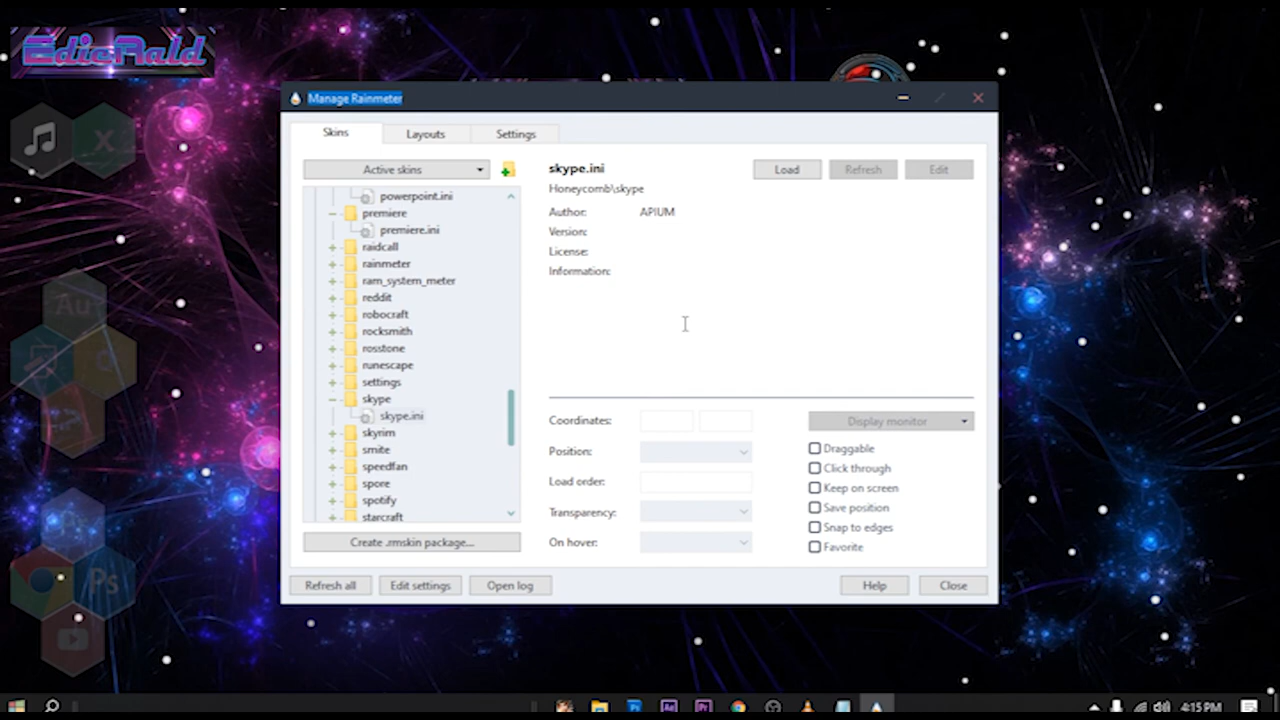 EdieRald
Manage Rainmeter
Skins
Layouts
Settings
Active skins
powerpoint.ini
premiere
premiere.ini
raidcall
rainmeter
ram_system_meter
reddit
robocraft
rocksmith
rosstone
runescape
settings
skype
skype.ini
skyrim
smite
speedfan
spore
spotify
starcraft
Create .rmskin package...
skype.ini
Load
Refresh
Edit
Honeycomb\skype
Author:
APIUM
Version:
License:
Information:
Coordinates:
Display monitor
Position:
Load order:
Transparency:
On hover:
Draggable
Click through
Keep on screen
Save position
Snap to edges
Favorite
Refresh all
Edit settings
Open log
Help
Close
X
Au
Ps
4:15 PM